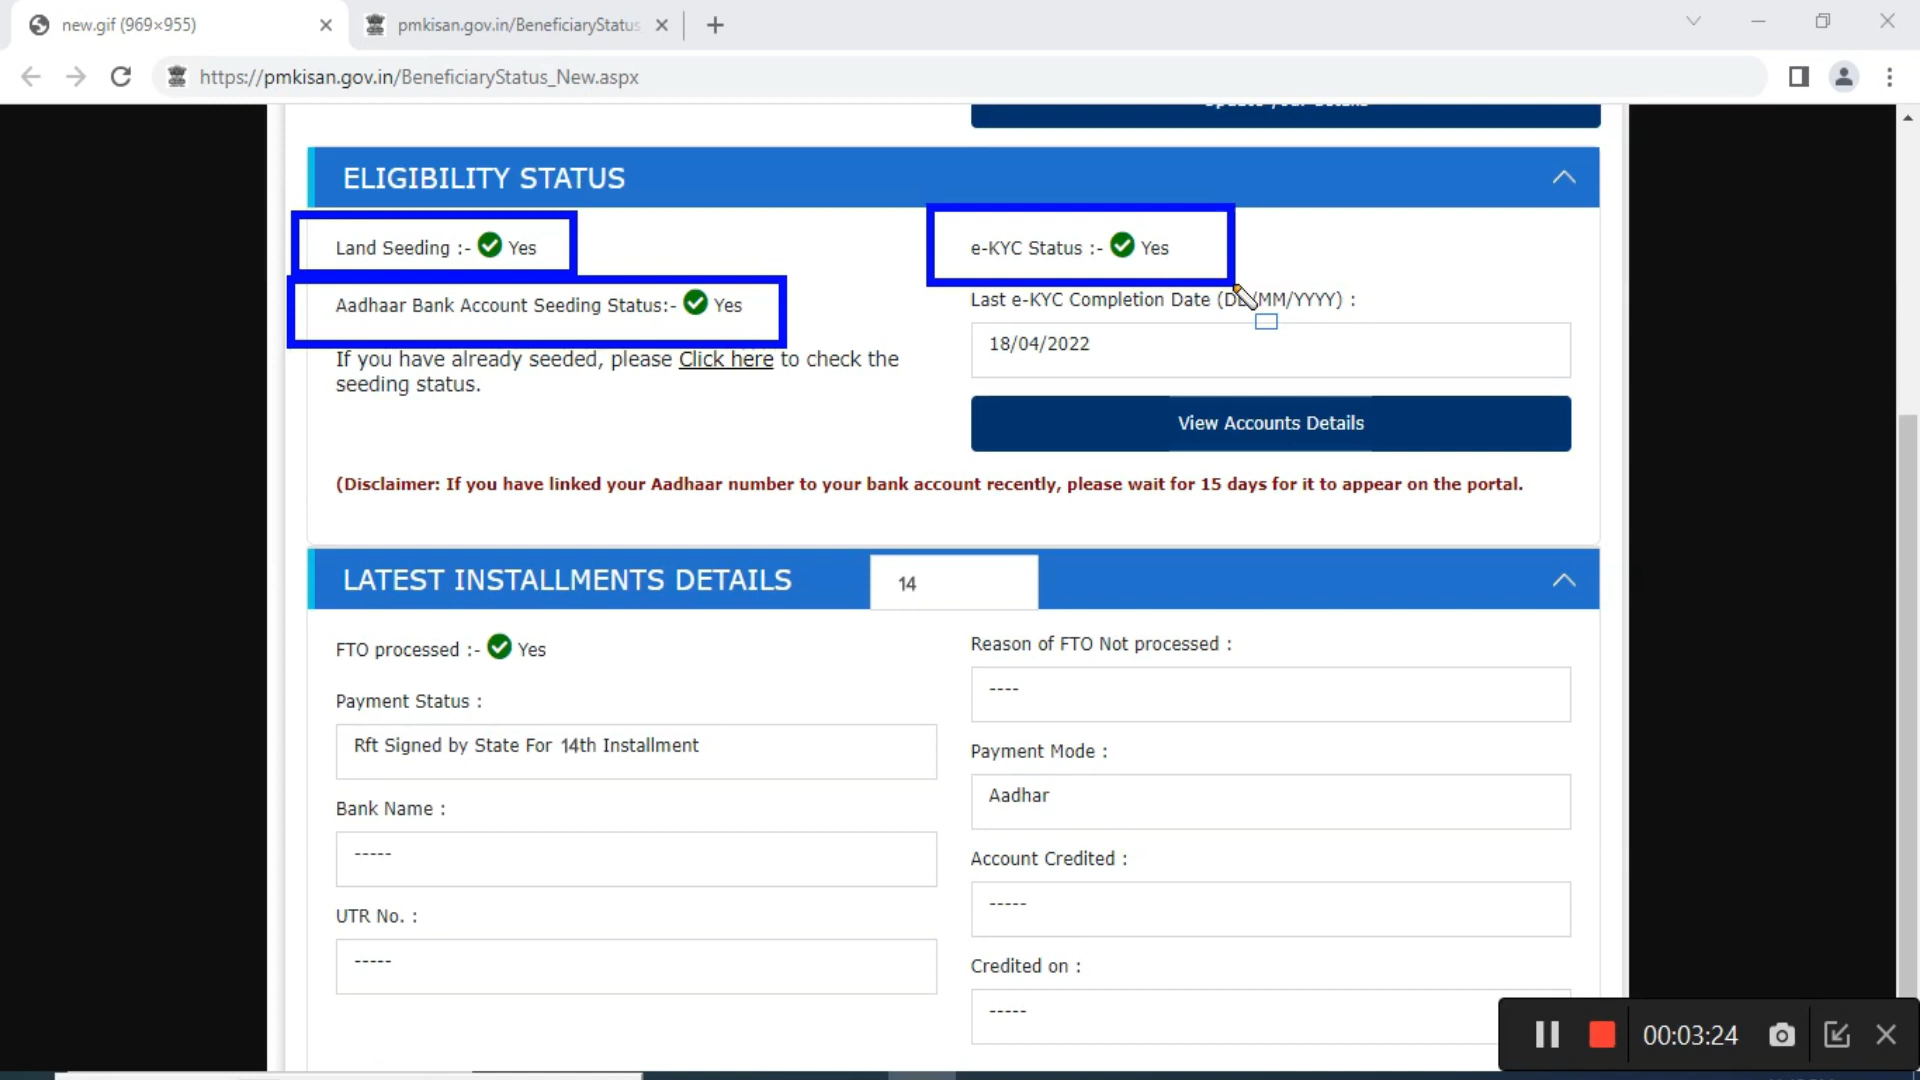 new.gif (969×955)
pmkisan.gov.in/BeneficiaryStatus
https://pmkisan.gov.in/BeneficiaryStatus_New.aspx
ELIGIBILITY STATUS
Land Seeding :- Yes
e-KYC Status :- Yes
Aadhaar Bank Account Seeding Status:- Yes
Last e-KYC Completion Date (DD/MM/YYYY) :
18/04/2022
If you have already seeded, please Click here to check the
seeding status.
View Accounts Details
(Disclaimer: If you have linked your Aadhaar number to your bank account recently, please wait for 15 days for it to appear on the portal.
LATEST INSTALLMENTS DETAILS
14
FTO processed :- Yes
Reason of FTO Not processed :
----
Payment Status :
Rft Signed by State For 14th Installment
Payment Mode :
Aadhar
Bank Name :
-----
Account Credited :
-----
UTR No. :
-----
Credited on :
-----
00:03:24